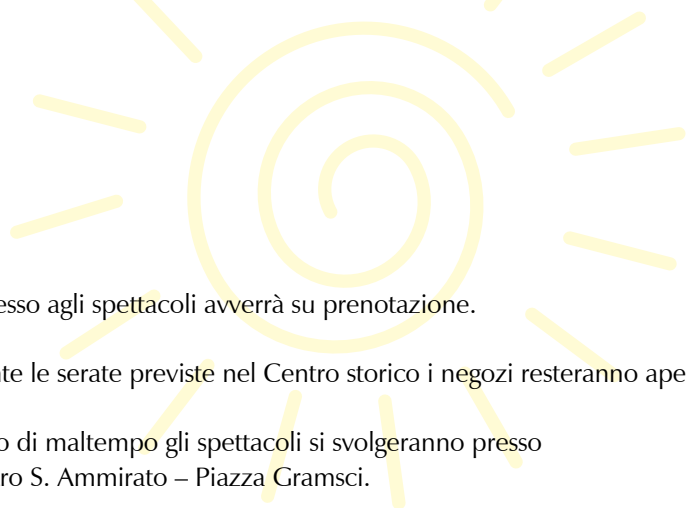 esso agli spettacoli avverrà su prenotazione.
te le serate previste nel Centro storico i negozi resteranno ape
o di maltempo gli spettacoli si svolgeranno presso
ro S. Ammirato – Piazza Gramsci.